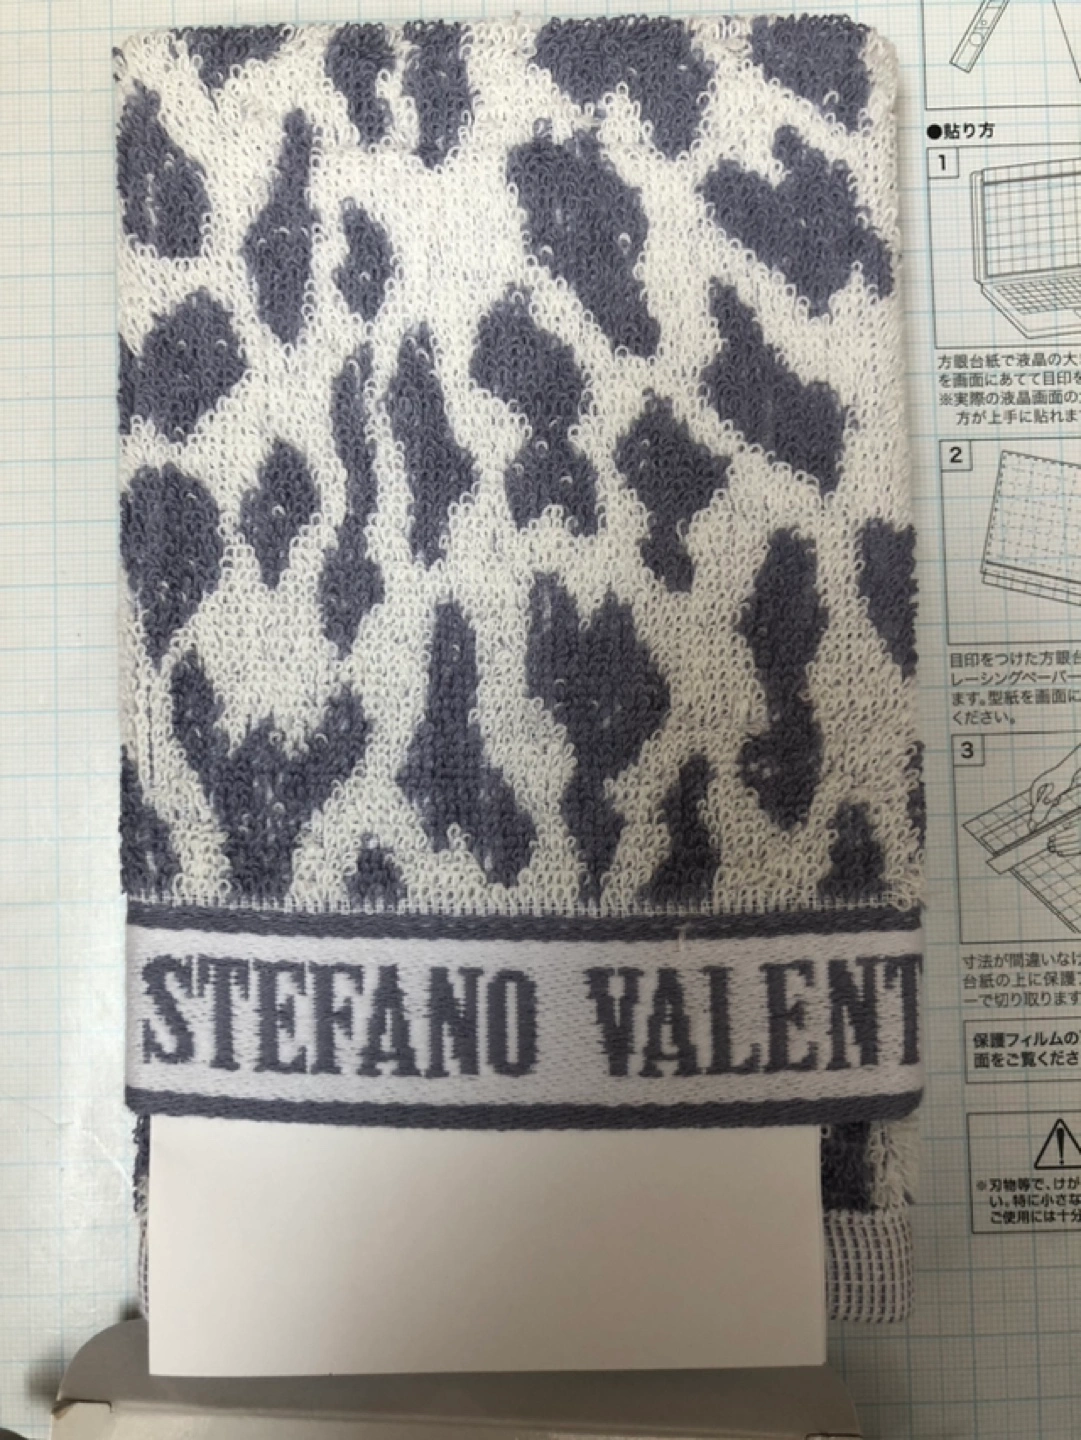 STEFANO VALENT
●貼り方
1
方眼台紙で液晶の大
を画面にあてて目印を
※実際の液晶画面の
方が上手に貼れま
2
目印をつけた方眼台
レーシングペーパー
ます。型紙を画面に
ください。
3
寸法が間違いなけ
台紙の上に保護
ーで切り取ります
保護フィルムの
面をご覧くださ
※刃物等で、けが
い。特に小さな
ご使用には十分